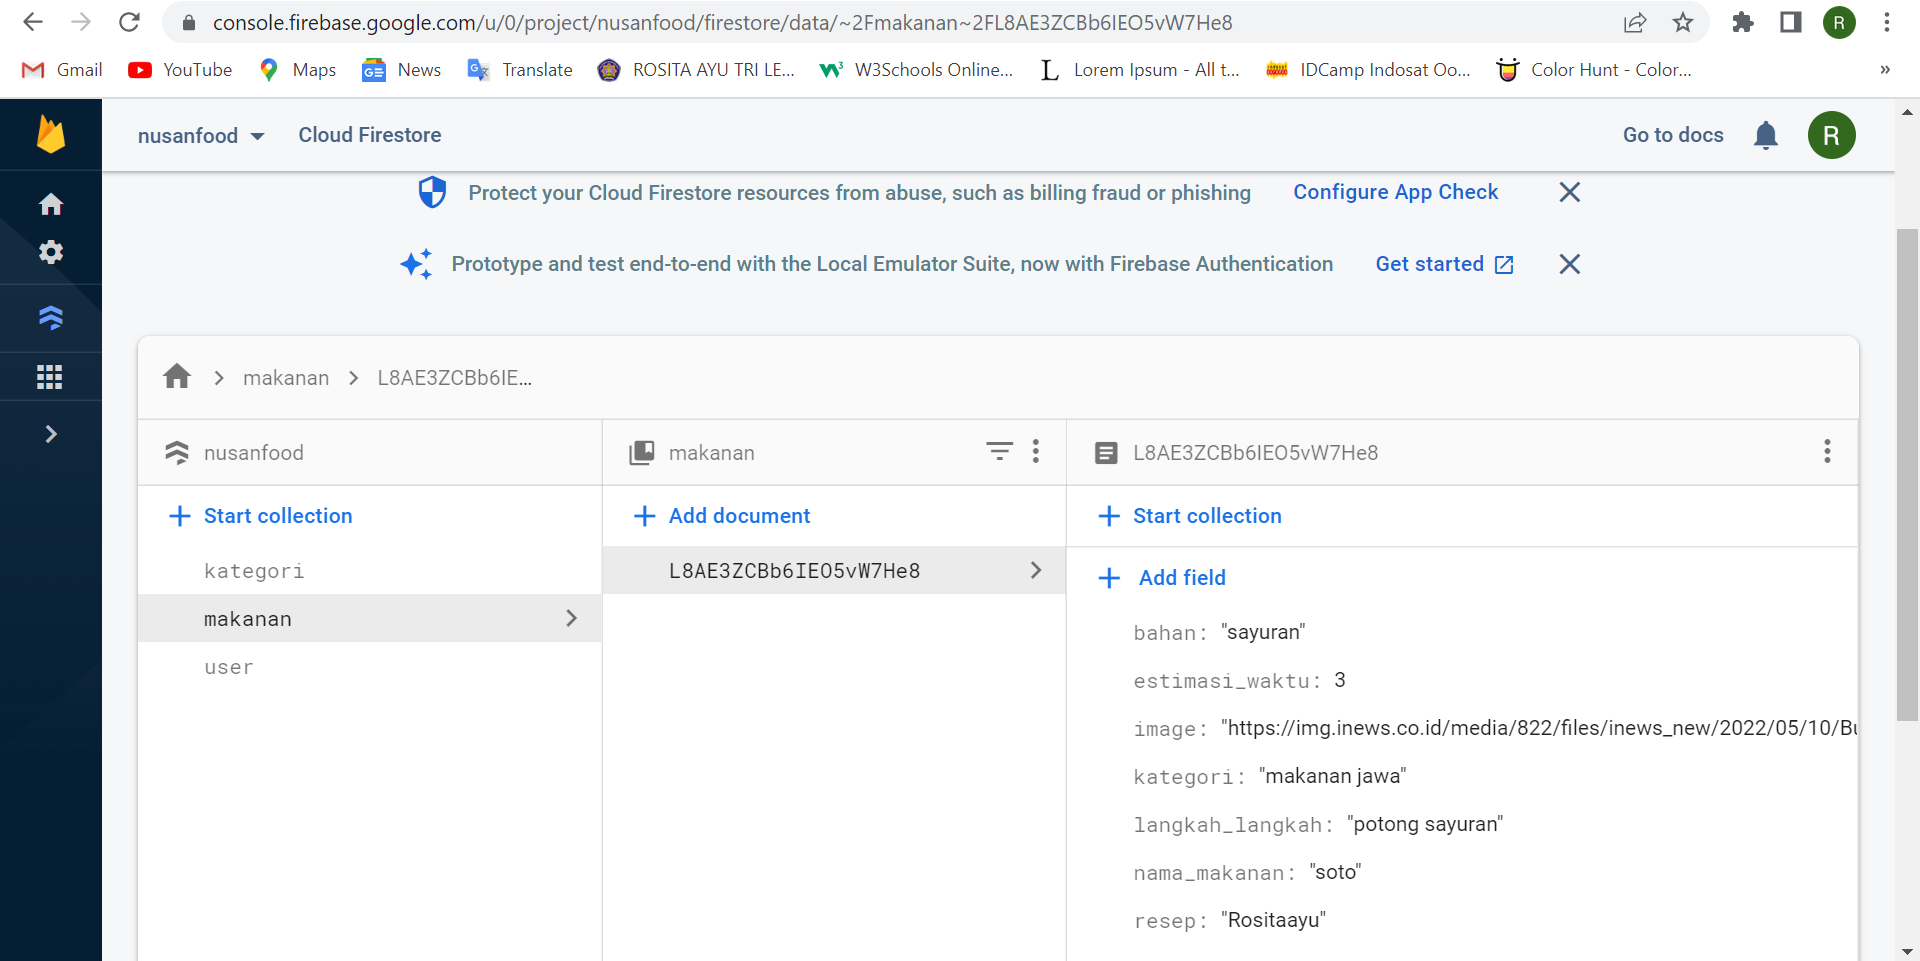 console.firebase.google.com/u/0/project/nusanfood/firestore/data/~2Fmakanan~2FL8AE3ZCBb6IEO5vW7He8
R
Gmail YouTube Maps News Translate ROSITA AYU TRI LE... W3Schools Online... Lorem Ipsum - All t... IDCamp Indosat Oo... Color Hunt - Color... »
nusanfood Cloud Firestore Go to docs R
Protect your Cloud Firestore resources from abuse, such as billing fraud or phishing Configure App Check
Prototype and test end-to-end with the Local Emulator Suite, now with Firebase Authentication Get started
makanan L8AE3ZCBb6IE...
nusanfood
Start collection
kategori
makanan
user
makanan
Add document
L8AE3ZCBb6IEO5vW7He8
L8AE3ZCBb6IEO5vW7He8
Start collection
Add field
bahan: "sayuran"
estimasi_waktu: 3
image: "https://img.inews.co.id/media/822/files/inews_new/2022/05/10/Bu
kategori: "makanan jawa"
langkah_langkah: "potong sayuran"
nama_makanan: "soto"
resep: "Rositaayu"